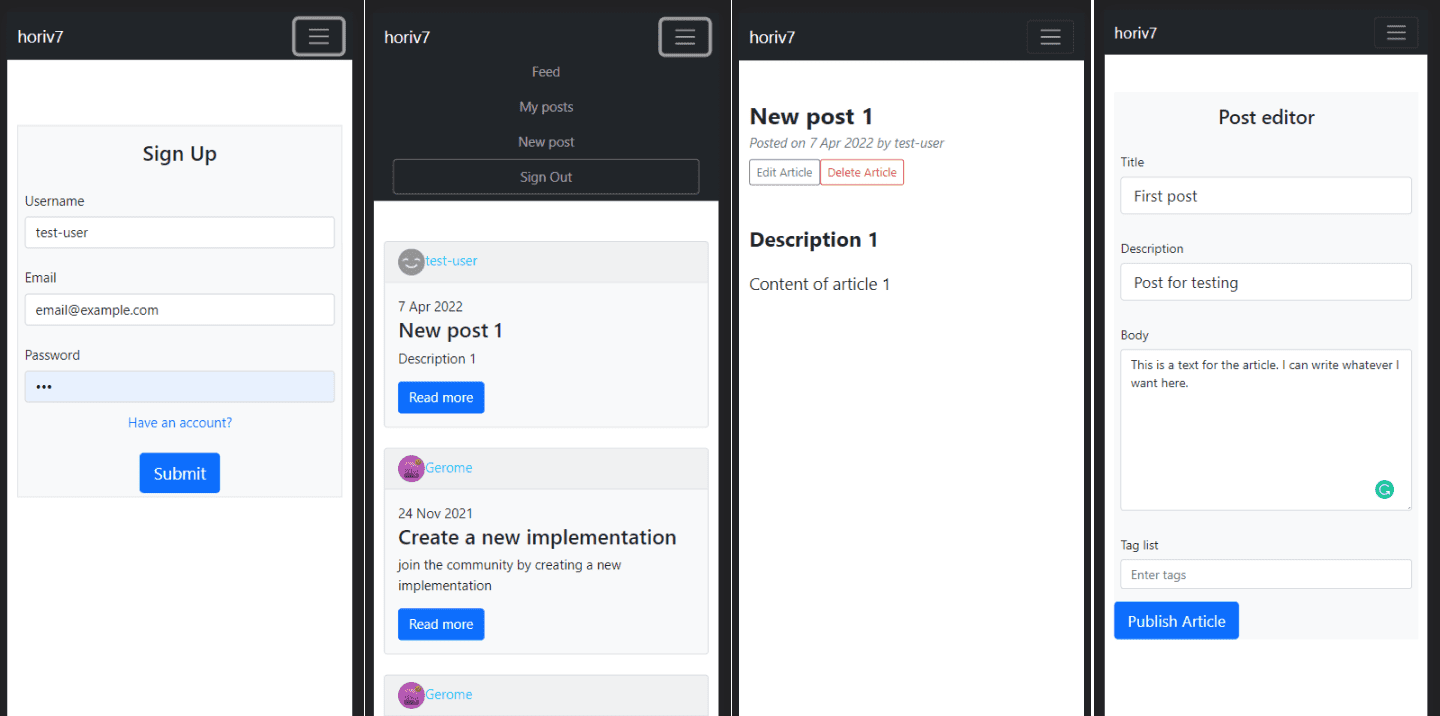 horiv7
Sign Up
Username
test-user
Email
email@example.com
Password
•••
Have an account?
Submit
horiv7
Feed
My posts
New post
Sign Out
test-user
7 Apr 2022
New post 1
Description 1
Read more
Gerome
24 Nov 2021
Create a new implementation
join the community by creating a new
implementation
Read more
Gerome
horiv7
New post 1
Posted on 7 Apr 2022 by test-user
Edit Article Delete Article
Description 1
Content of article 1
horiv7
Post editor
Title
First post
Description
Post for testing
Body
This is a text for the article. I can write whatever I
want here.
Tag list
Enter tags
Publish Article